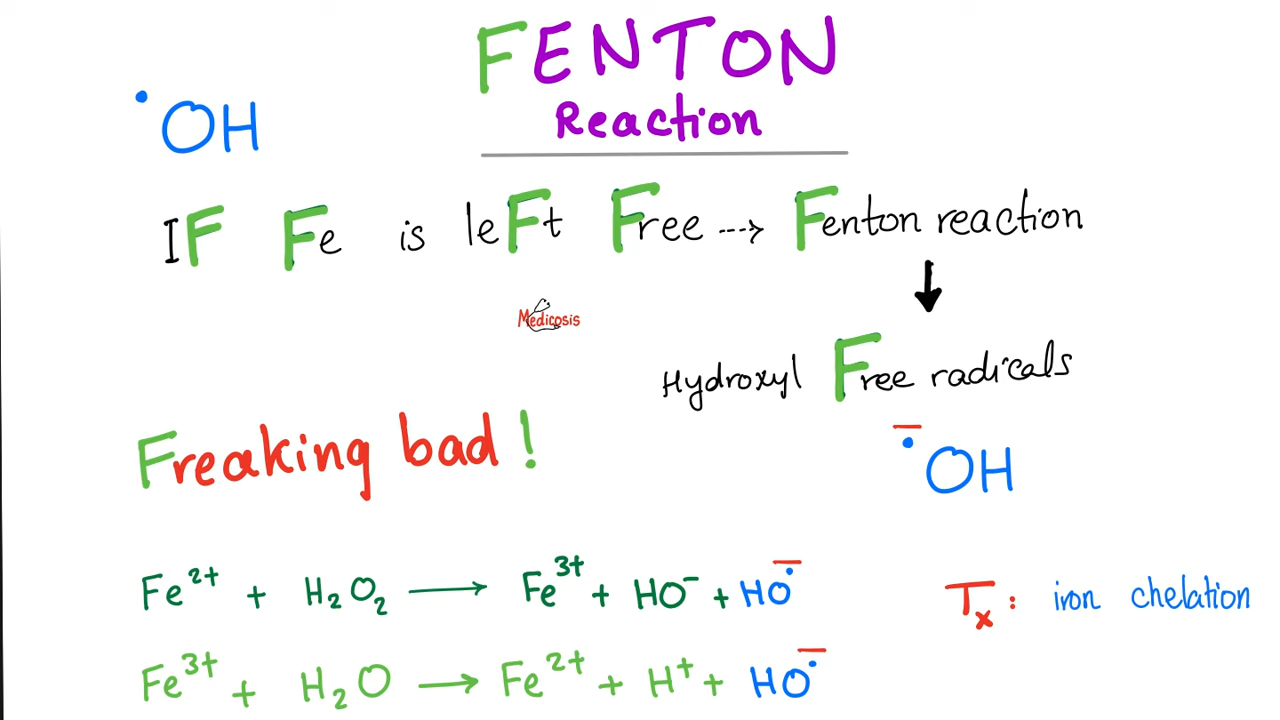 FENTON
Reaction
•OH
IF Fe is leFt Free ---> Fenton reaction
Medicosis
Hydroxyl Free radicals
Freaking bad!
•̅OH
Fe²⁺ + H₂O₂ → Fe³⁺ + HO⁻ + HO•̅
Tx: iron chelation
Fe³⁺ + H₂O → Fe²⁺ + H⁺ + HO•̅